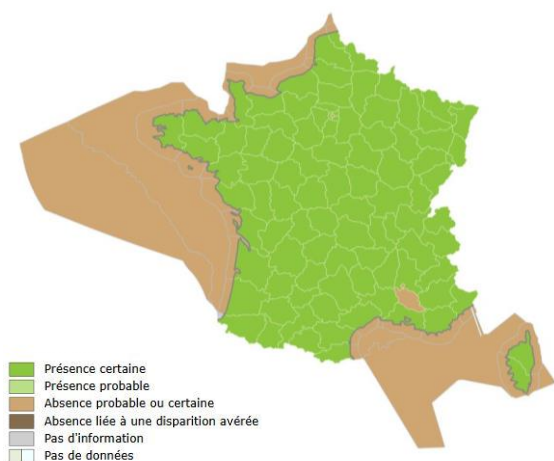 Présence certaine
Présence probable
Absence probable ou certaine
Absence liée à une disparition avérée
Pas d'information
Pas de données